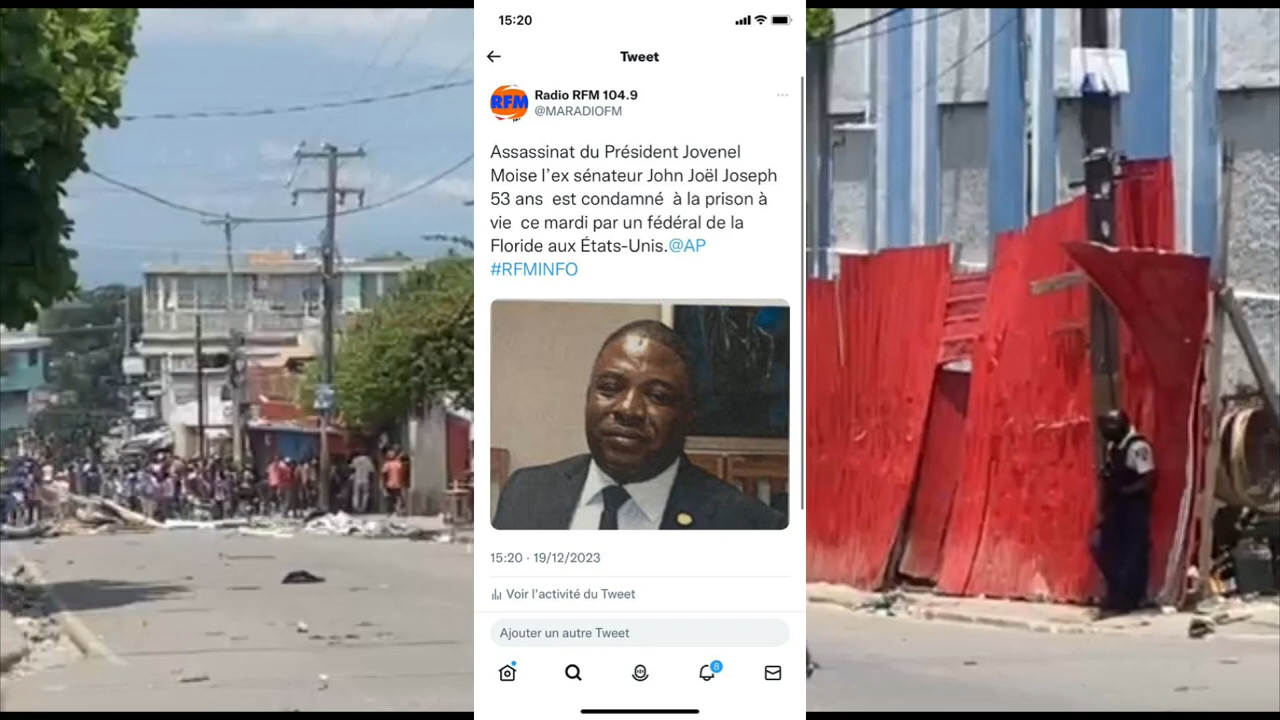 15:20
Tweet
RFM
Radio RFM 104.9
@MARADIOFM
Assassinat du Président Jovenel
Moise l'ex sénateur John Joël Joseph
53 ans est condamné à la prison à
vie ce mardi par un fédéral de la
Floride aux États-Unis.@AP
#RFMINFO
15:20 · 19/12/2023
Voir l'activité du Tweet
Ajouter un autre Tweet
8